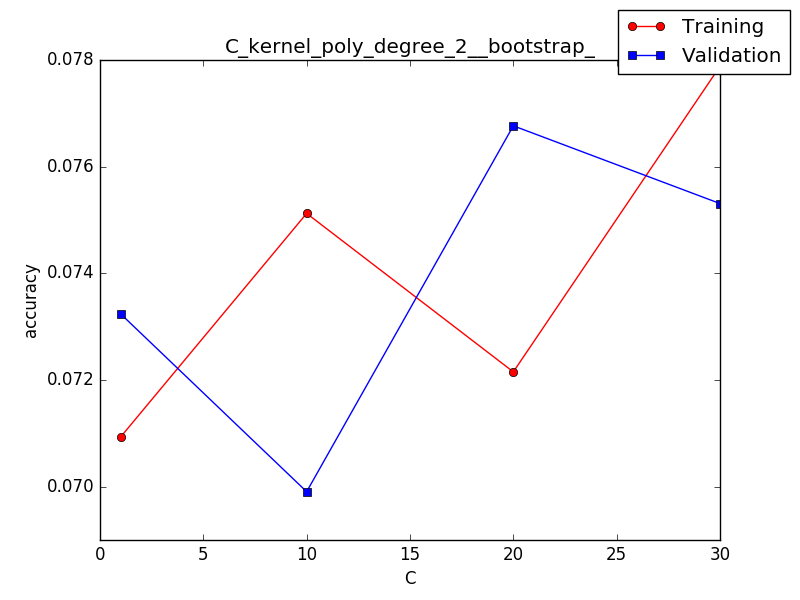 C_kernel_poly_degree_2__bootstrap_
Training
Validation
0.078
0.076
0.074
0.072
0.070
accuracy
0 5 10 15 20 25 30
C